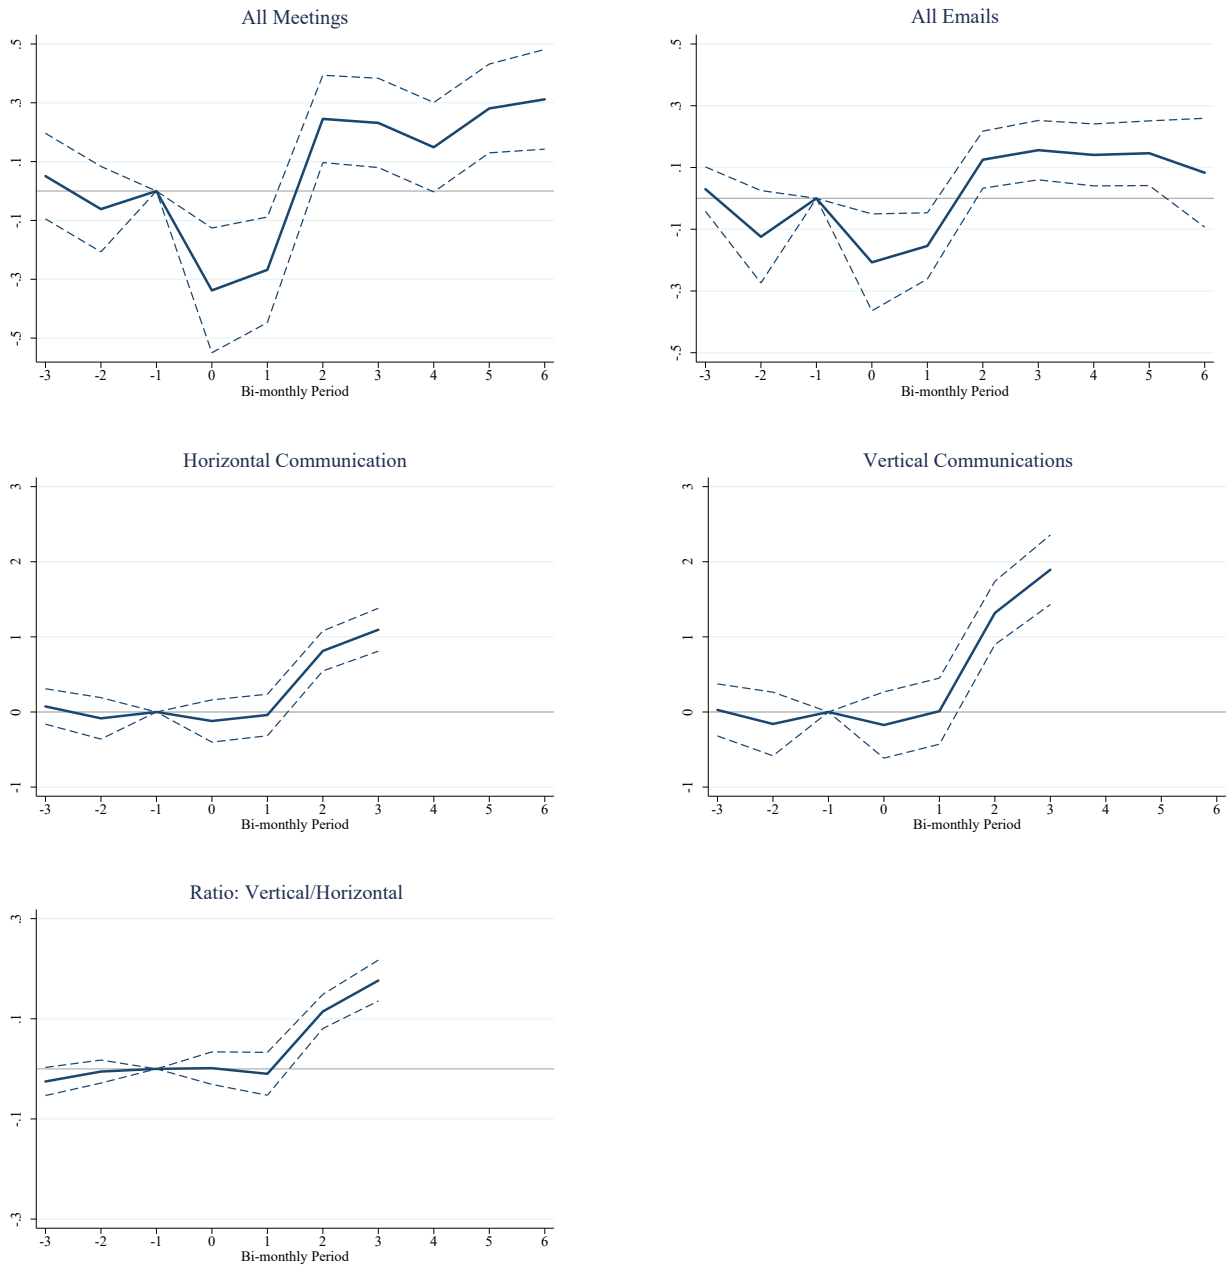 All Meetings
.5
.3
.1
-.1
-.3
-.5
-3 -2 -1 0 1 2 3 4 5 6
Bi-monthly Period
All Emails
.5
.3
.1
-.1
-.3
-.5
-3 -2 -1 0 1 2 3 4 5 6
Bi-monthly Period
Horizontal Communication
3
2
1
0
-1
-3 -2 -1 0 1 2 3 4 5 6
Bi-monthly Period
Vertical Communications
3
2
1
0
-1
-3 -2 -1 0 1 2 3 4 5 6
Bi-monthly Period
Ratio: Vertical/Horizontal
.3
.1
-.1
-.3
-3 -2 -1 0 1 2 3 4 5 6
Bi-monthly Period